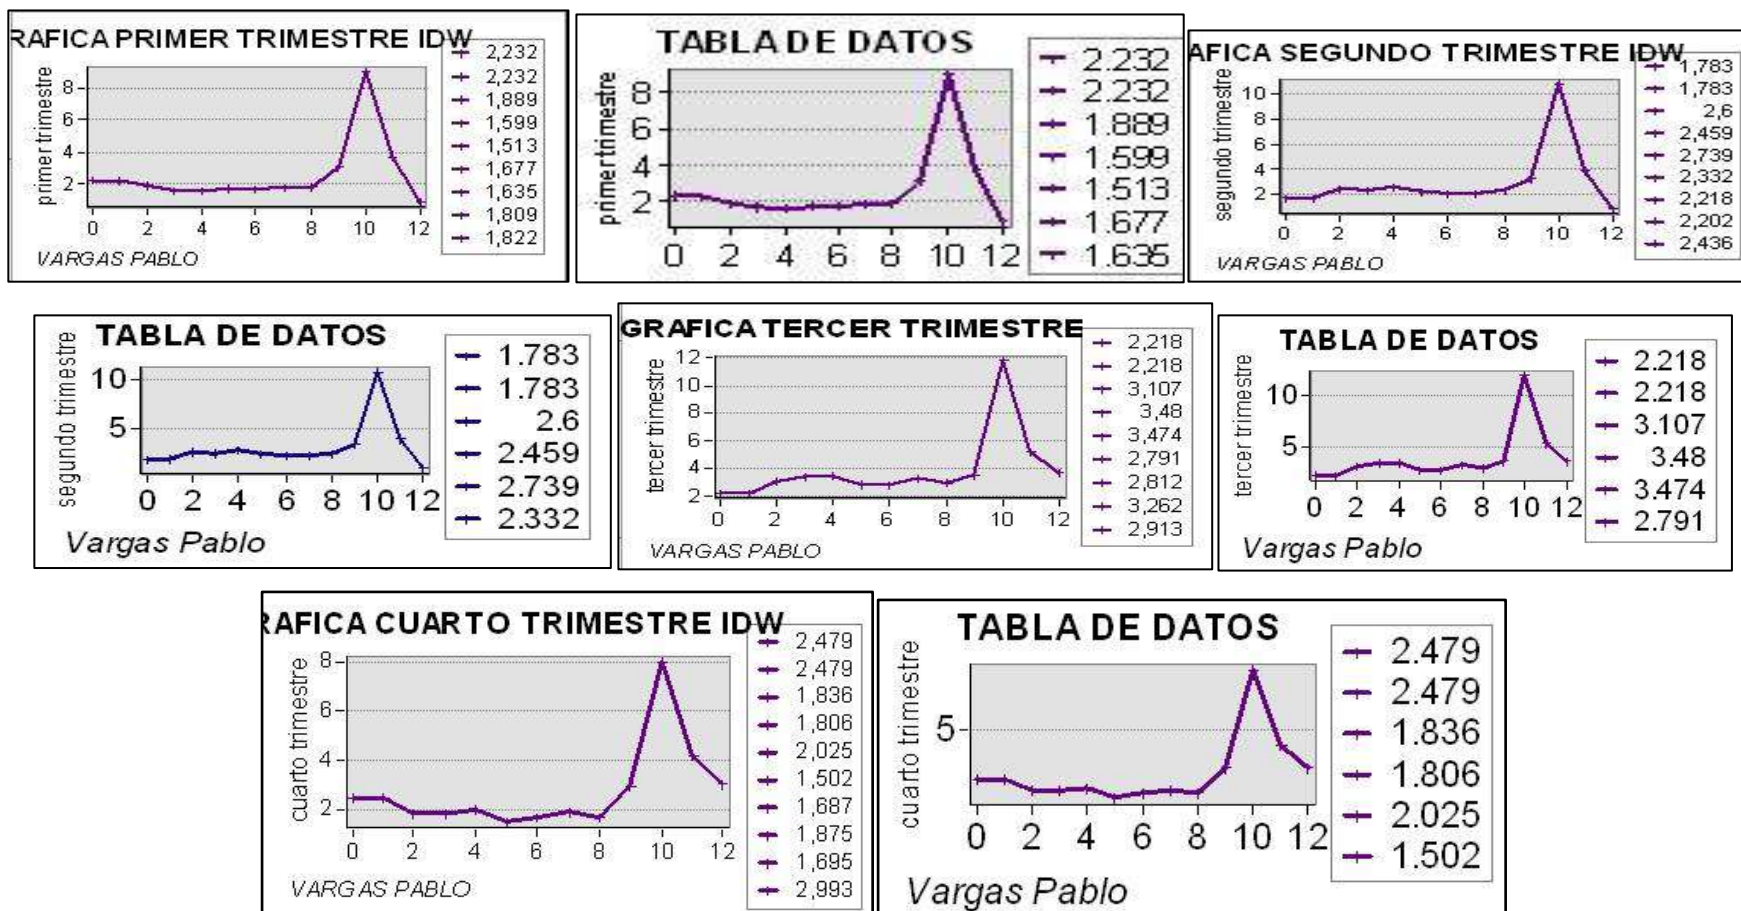 RAFICA PRIMER TRIMESTRE IDW
primer trimestre
8
6
4
2
0 2 4 6 8 10 12
2,232
2,232
1,889
1,599
1,513
1,677
1,635
1,809
1,822
VARGAS PABLO
TABLA DE DATOS
primer trimestre
8
6
4
2
0 2 4 6 8 10 12
2.232
2.232
1.889
1.599
1.513
1.677
1.635
AFICA SEGUNDO TRIMESTRE IDW
segundo trimestre
10
8
6
4
2
0 2 4 6 8 10 12
1,783
1,783
2,6
2,459
2,739
2,332
2,218
2,202
2,436
VARGAS PABLO
TABLA DE DATOS
segundo trimestre
10
5
0 2 4 6 8 10 12
1.783
1.783
2.6
2.459
2.739
2.332
Vargas Pablo
GRAFICA TERCER TRIMESTRE
tercer trimestre
12
10
8
6
4
2
0 2 4 6 8 10 12
2,218
2,218
3,107
3,48
3,474
2,791
2,812
3,262
2,913
VARGAS PABLO
TABLA DE DATOS
tercer trimestre
10
5
0 2 4 6 8 10 12
2.218
2.218
3.107
3.48
3.474
2.791
Vargas Pablo
RAFICA CUARTO TRIMESTRE IDW
cuarto trimestre
8
6
4
2
0 2 4 6 8 10 12
2,479
2,479
1,836
1,806
2,025
1,502
1,687
1,875
1,695
2,993
VARGAS PABLO
TABLA DE DATOS
cuarto trimestre
5
0 2 4 6 8 10 12
2.479
2.479
1.836
1.806
2.025
1.502
Vargas Pablo